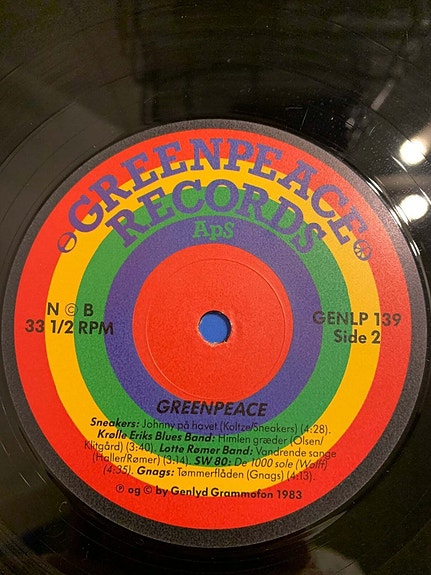 GREENPEACE
RECORDS
ApS
N © B
33 1/2 RPM
GENLP 139
Side 2
GREENPEACE
Sneakers: Johnny på havet (Koltze/Sneakers) (4:28).
Krølle Eriks Blues Band: Himlen græder (Olsen/
Klitgård) (3:40). Lotte Rømer Band: Vandrende sange
(Haller/Rømer) (3:14). SW 80: De 1000 sole (Wolff)
(4:35). Gnags: Tømmerflåden (Gnags) (4:13).
℗ og © by Genlyd Grammofon 1983